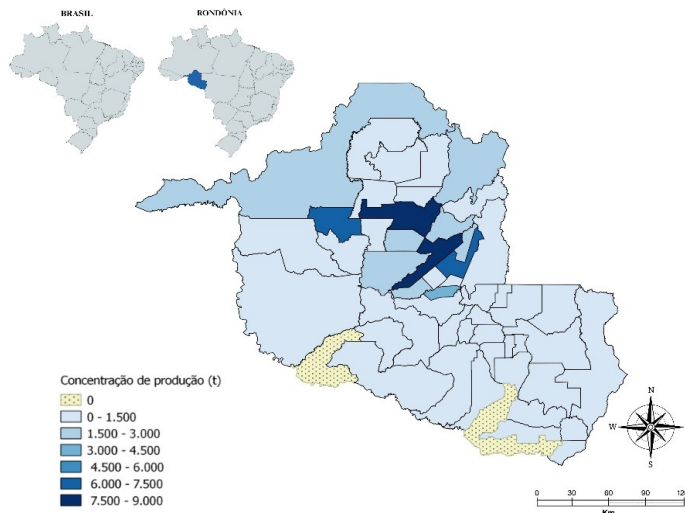 BRASIL
RONDÔNIA
Concentração de produção (t)
0
0 - 1.500
1.500 - 3.000
3.000 - 4.500
4.500 - 6.000
6.000 - 7.500
7.500 - 9.000
N
W
E
S
0 30 60 90 120
Km